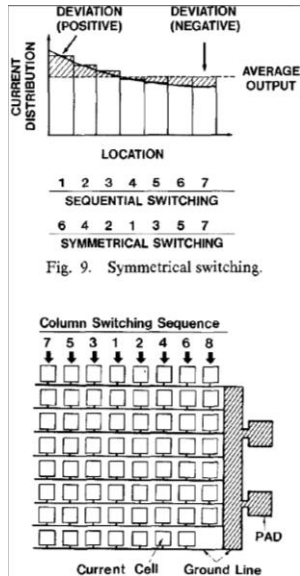 DEVIATION
(POSITIVE)
DEVIATION
(NEGATIVE)
CURRENT
DISTRIBUTION
AVERAGE
OUTPUT
LOCATION
1 2 3 4 5 6 7
SEQUENTIAL SWITCHING
6 4 2 1 3 5 7
SYMMETRICAL SWITCHING
Fig. 9. Symmetrical switching.
Column Switching Sequence
7 5 3 1 2 4 6 8
PAD
Current Cell
Ground Line